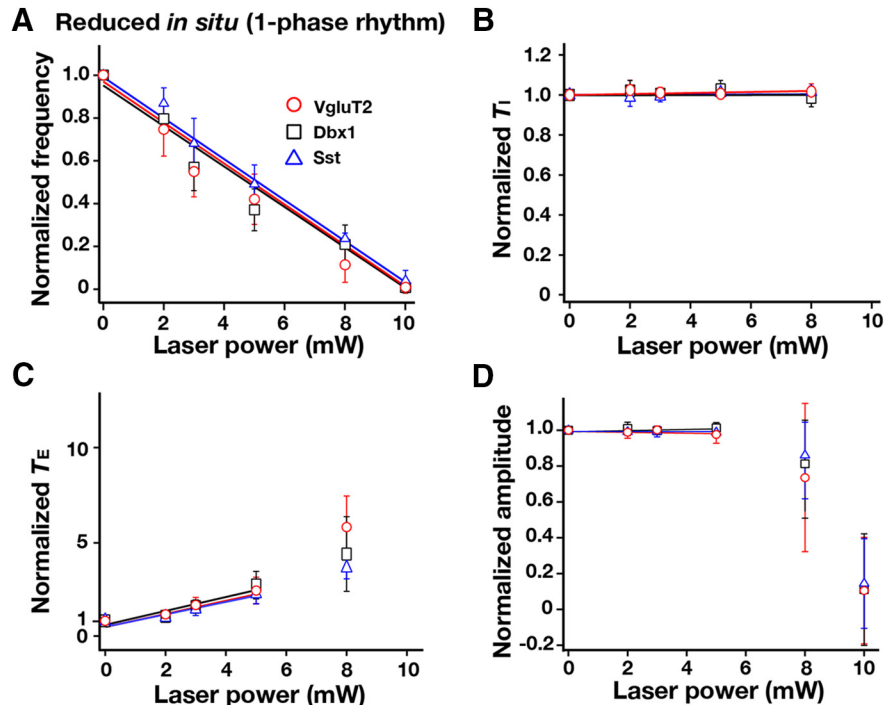 A Reduced in situ (1-phase rhythm)
Normalized frequency
1.0
0.8
0.6
0.4
0.2
0
VgluT2
Dbx1
Sst
0 2 4 6 8 10
Laser power (mW)
B
Normalized TI
1.2
1.0
0.8
0.6
0.4
0.2
0
0 2 4 6 8 10
Laser power (mW)
C
Normalized TE
10
5
1
0
0 2 4 6 8 10
Laser power (mW)
D
Normalized amplitude
1.0
0.8
0.6
0.4
0.2
0
-0.2
0 2 4 6 8 10
Laser power (mW)